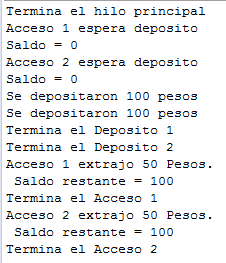 Termina el hilo principal
Acceso 1 espera deposito
Saldo = 0
Acceso 2 espera deposito
Saldo = 0
Se depositaron 100 pesos
Se depositaron 100 pesos
Termina el Deposito 1
Termina el Deposito 2
Acceso 1 extrajo 50 Pesos.
 Saldo restante = 100
Termina el Acceso 1
Acceso 2 extrajo 50 Pesos.
 Saldo restante = 100
Termina el Acceso 2